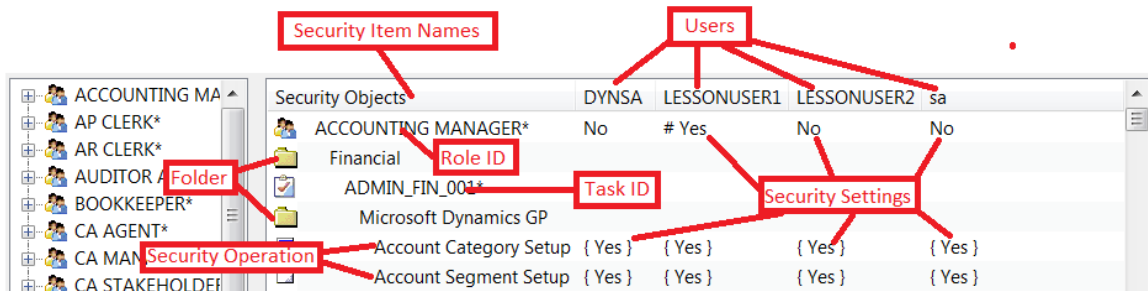 Security Item Names
Users
ACCOUNTING MA
AP CLERK*
AR CLERK*
AUDITOR A
BOOKKEEPER*
CA AGENT*
CA MAN
CA STAKEHOLDER
Folder
Security Operation
Security Objects DYNSA LESSONUSER1 LESSONUSER2 sa
ACCOUNTING MANAGER* No # Yes No No
Financial
Role ID
ADMIN_FIN_001*
Task ID
Security Settings
Microsoft Dynamics GP
Account Category Setup { Yes } { Yes } { Yes } { Yes }
Account Segment Setup { Yes } { Yes } { Yes } { Yes }